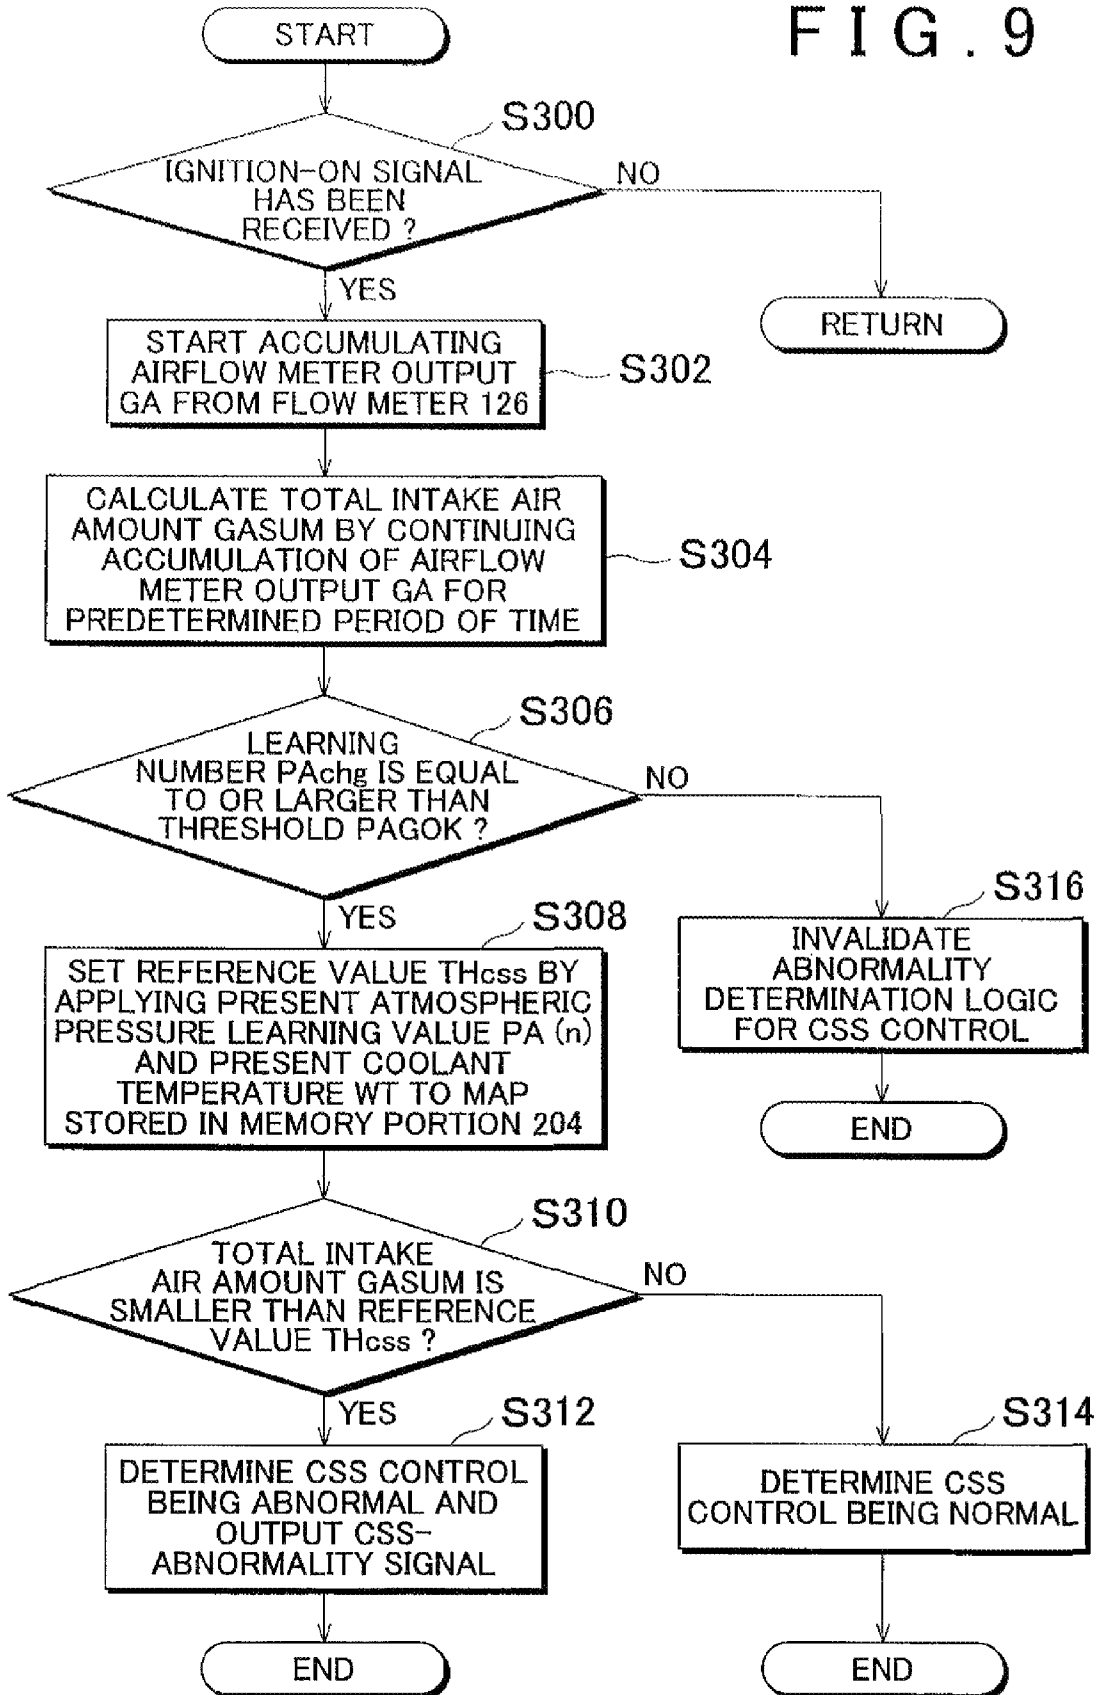 FIG. 9
START
S300
IGNITION-ON SIGNAL
HAS BEEN
RECEIVED ?
NO
YES
RETURN
START ACCUMULATING
AIRFLOW METER OUTPUT
GA FROM FLOW METER 126
S302
CALCULATE TOTAL INTAKE AIR
AMOUNT GASUM BY CONTINUING
ACCUMULATION OF AIRFLOW
METER OUTPUT GA FOR
PREDETERMINED PERIOD OF TIME
S304
S306
LEARNING
NUMBER PAchg IS EQUAL
TO OR LARGER THAN
THRESHOLD PAGOK ?
NO
YES
S308
SET REFERENCE VALUE THcss BY
APPLYING PRESENT ATMOSPHERIC
PRESSURE LEARNING VALUE PA (n)
AND PRESENT COOLANT
TEMPERATURE WT TO MAP
STORED IN MEMORY PORTION 204
S316
INVALIDATE
ABNORMALITY
DETERMINATION LOGIC
FOR CSS CONTROL
END
S310
TOTAL INTAKE
AIR AMOUNT GASUM IS
SMALLER THAN REFERENCE
VALUE THcss ?
NO
YES
S312
DETERMINE CSS CONTROL
BEING ABNORMAL AND
OUTPUT CSS-
ABNORMALITY SIGNAL
END
S314
DETERMINE CSS
CONTROL BEING NORMAL
END